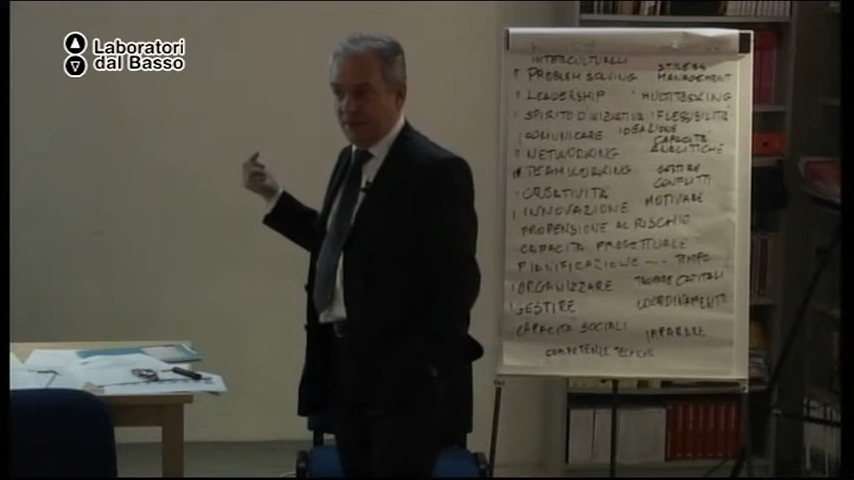 Laboratori
dal Basso
INTERCULTURALI STRESS
PROBLEM SOLVING MANAGEMENT
LEADERSHIP MULTITASKING
SPIRITO D'INIZIATIVA FLESSIBILITÀ
COMUNICARE IDEAZIONE
CAPACITÀ
NETWORKING ANALITICHE
TEAM WORKING GESTIRE
CONFLITTI
CREATIVITÀ
INNOVAZIONE MOTIVARE
PROPENSIONE AL RISCHIO
CAPACITÀ PROGETTUALE
PIANIFICAZIONE --- TEMPO
ORGANIZZARE TROVARE CAPITALI
GESTIRE COORDINAMENTI
CAPACITÀ SOCIALI IMPARARE
COMPETENZE TECNICHE